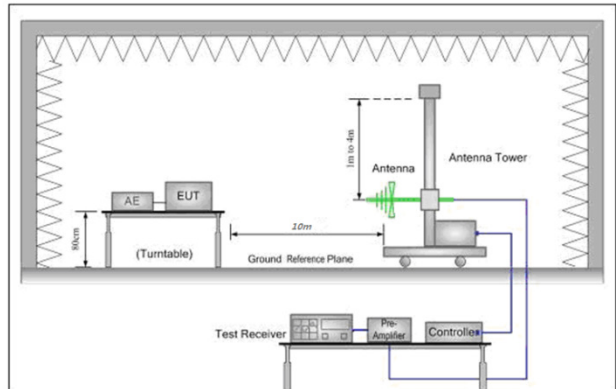 1m to 4m
Antenna
Antenna Tower
AE
EUT
80cm
(Turntable)
10m
Ground Reference Plane
Test Receiver
Pre-
Amplifier
Controller